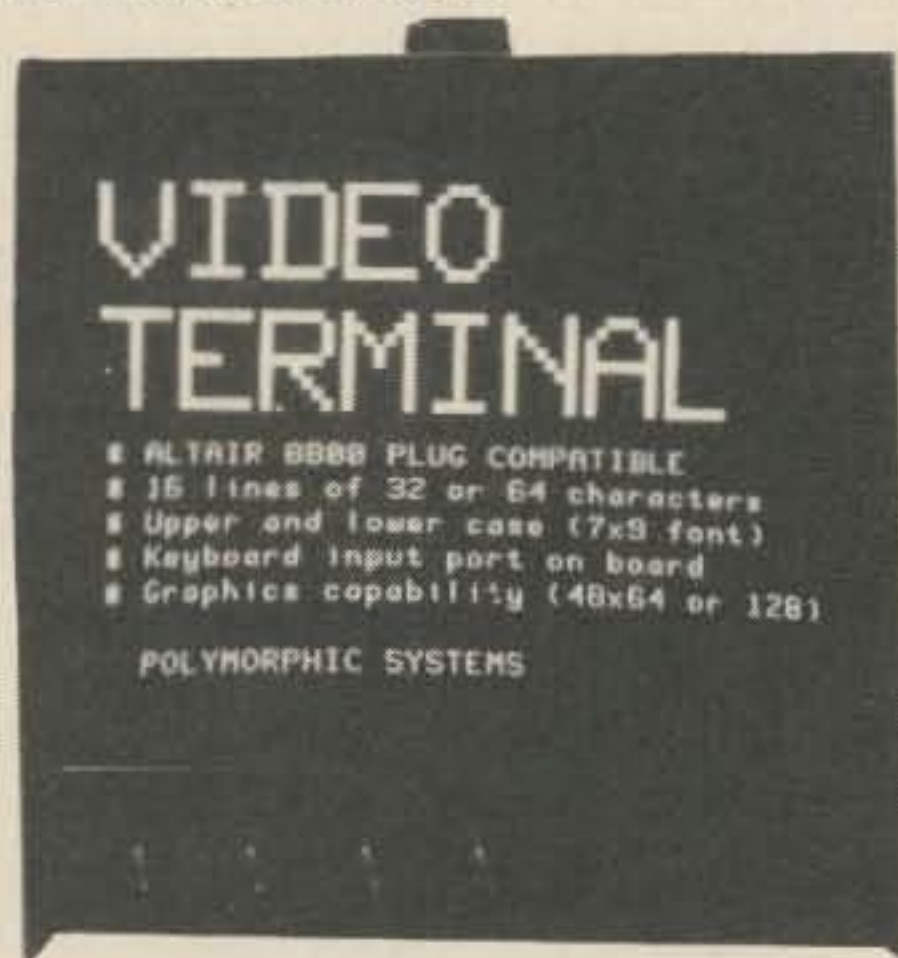 VIDEO
TERMINAL
# ALTAIR 8800 PLUG COMPATIBLE
# 16 lines of 32 or 64 characters
# Upper and lower case (7x9 font)
# Keyboard input port on board
# Graphics capability (48x64 or 128)
POLYMORPHIC SYSTEMS